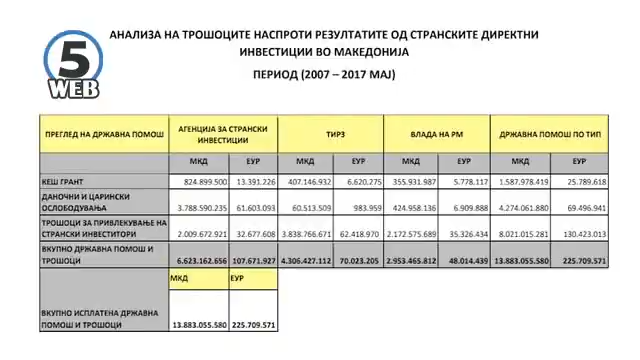 АНАЛИЗА НА ТРОШОЦИТЕ НАСПРОТИ РЕЗУЛТАТИТЕ ОД СТРАНСКИТЕ ДИРЕКТНИ
ИНВЕСТИЦИИ ВО МАКЕДОНИЈА
ПЕРИОД (2007 – 2017 МАЈ)
5
WEB
ПРЕГЛЕД НА ДРЖАВНА ПОМОШ АГЕНЦИЈА ЗА СТРАНСКИ ИНВЕСТИЦИИ ТИРЗ ВЛАДА НА РМ ДРЖАВНА ПОМОШ ПО ТИП
МКД ЕУР МКД ЕУР МКД ЕУР МКД ЕУР
КЕШ ГРАНТ 824.899.500 13.391.226 407.146.932 6.620.275 355.931.987 5.778.117 1.587.978.419 25.789.618
ДАНОЧНИ И ЦАРИНСКИ
ОСЛОБОДУВАЊА 3.788.590.235 61.603.093 60.513.509 983.959 424.958.136 6.909.888 4.274.061.880 69.496.941
ТРОШОЦИ ЗА ПРИВЛЕКУВАЊЕ НА
СТРАНСКИ ИНВЕСТИТОРИ 2.009.672.921 32.677.608 3.838.766.671 62.418.970 2.172.575.689 35.326.434 8.021.015.281 130.423.013
ВКУПНО ДРЖАВНА ПОМОШ И
ТРОШОЦИ 6.623.162.656 107.671.927 4.306.427.112 70.023.205 2.953.465.812 48.014.439 13.883.055.580 225.709.571
МКД ЕУР
ВКУПНО ИСПЛАТЕНА ДРЖАВНА
ПОМОШ И ТРОШОЦИ 13.883.055.580 225.709.571